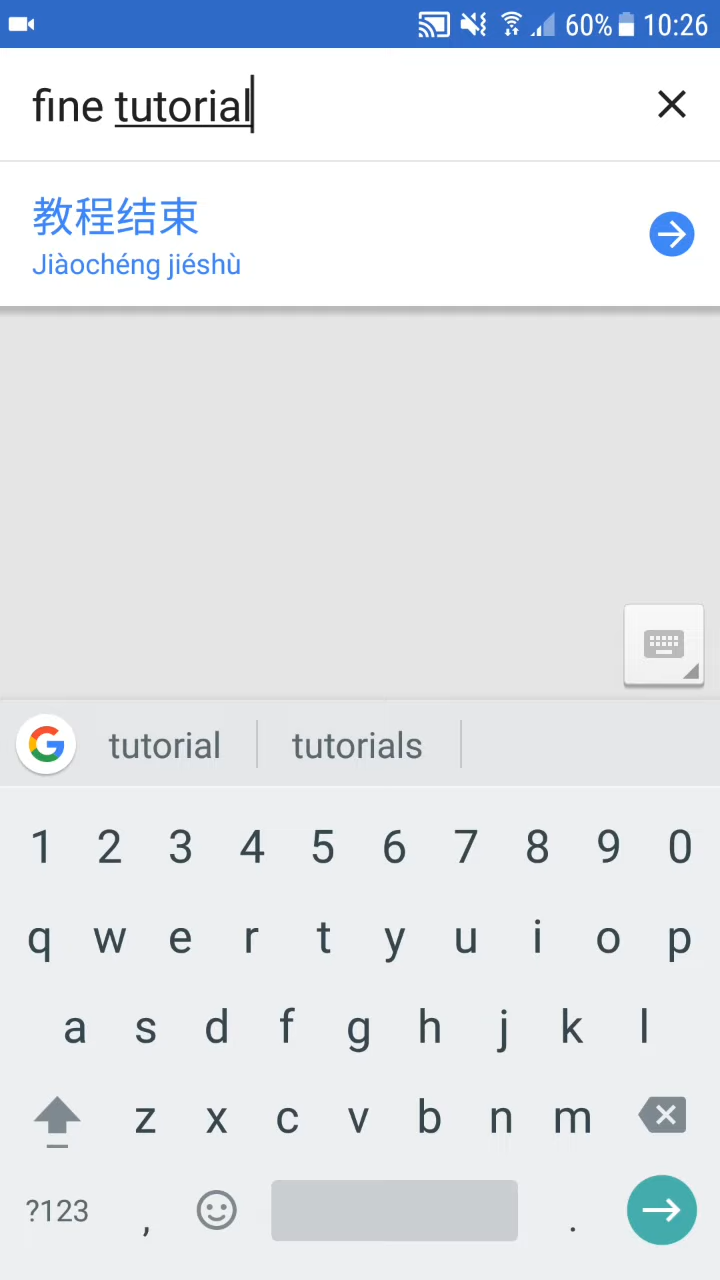 60% 10:26
fine tutorial
教程结束
Jiàochéng jiéshù
G tutorial tutorials
1 2 3 4 5 6 7 8 9 0
q w e r t y u i o p
a s d f g h j k l
z x c v b n m
?123 , .